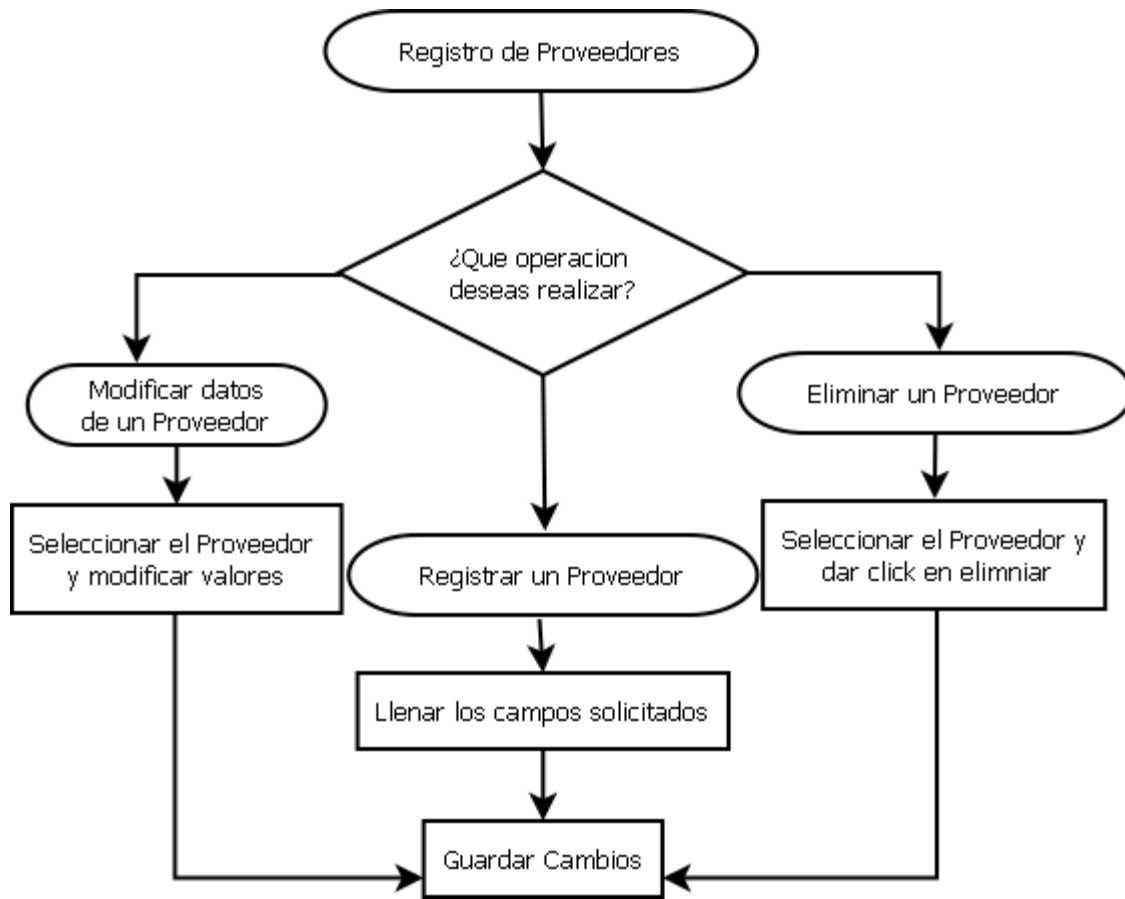 Registro de Proveedores
¿Que operacion
deseas realizar?
Modificar datos
de un Proveedor
Eliminar un Proveedor
Seleccionar el Proveedor
y modificar valores
Registrar un Proveedor
Seleccionar el Proveedor y
dar click en elimniar
Llenar los campos solicitados
Guardar Cambios